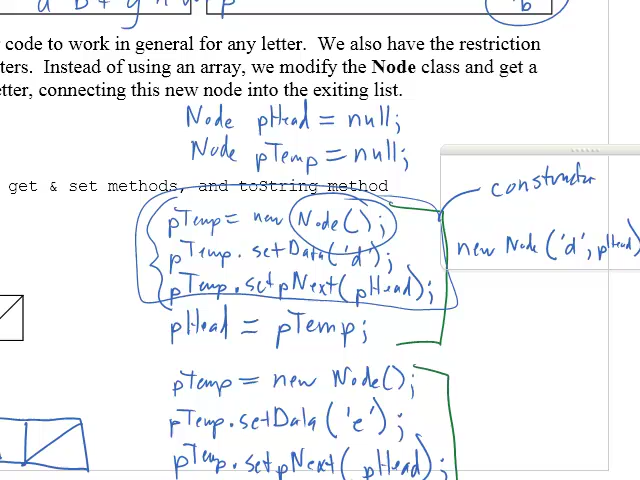 code to work in general for any letter. We also have the restriction
ters. Instead of using an array, we modify the Node class and get a
etter, connecting this new node into the exiting list.
Node pHead = null;
Node pTemp = null;
get & set methods, and toString method
constructor
pTemp = new Node();
new Node('d', pHead)
pTemp.setData('d');
pTemp.setpNext(pHead);
pHead = pTemp;
pTemp = new Node();
pTemp.setData('e');
pTemp.setpNext(pHead);